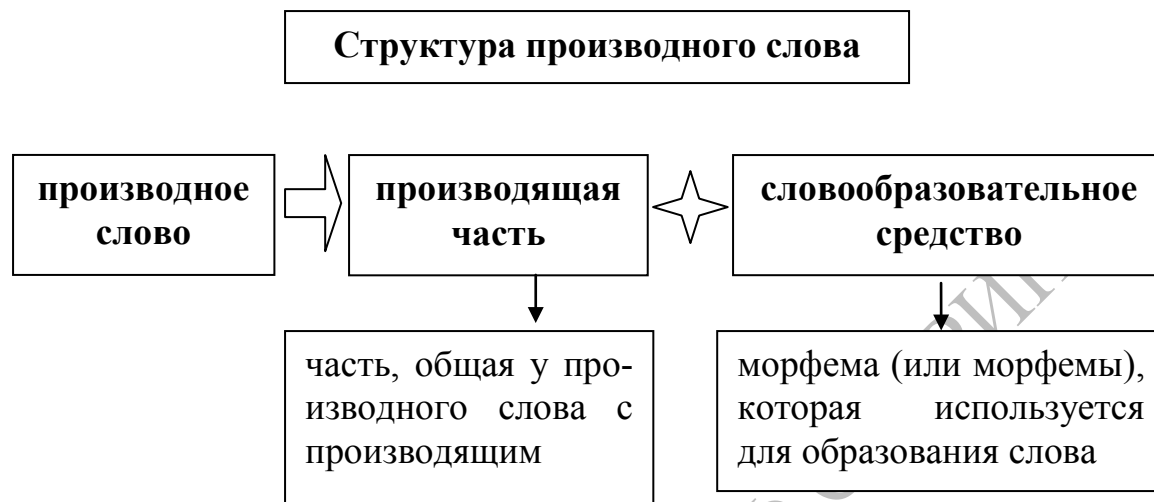 Структура производного слова
производное
слово
производящая
часть
словообразовательное
средство
часть, общая у про-
изводного слова с
производящим
морфема (или морфемы),
которая используется
для образования слова